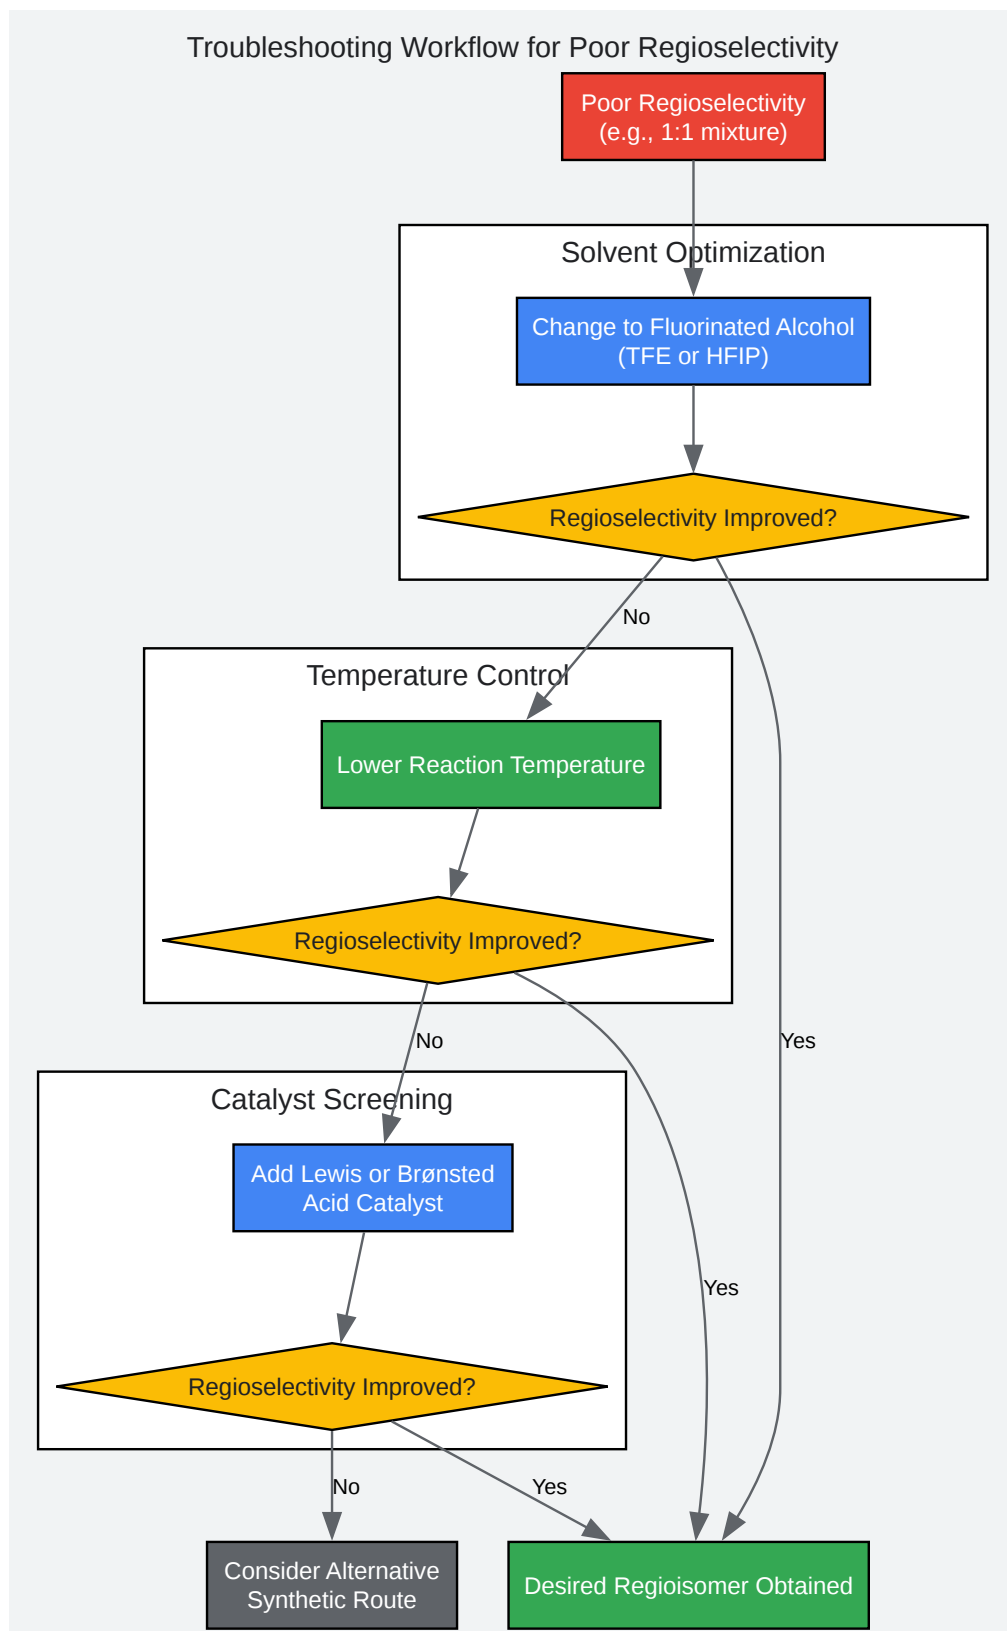 Troubleshooting Workflow for Poor Regioselectivity
Poor Regioselectivity
(e.g., 1:1 mixture)
Solvent Optimization
Change to Fluorinated Alcohol
(TFE or HFIP)
Regioselectivity Improved?
No
Temperature Control
Lower Reaction Temperature
Regioselectivity Improved?
No
Yes
Catalyst Screening
Add Lewis or Brønsted
Acid Catalyst
Yes
Regioselectivity Improved?
No
Yes
Consider Alternative
Synthetic Route
Desired Regioisomer Obtained